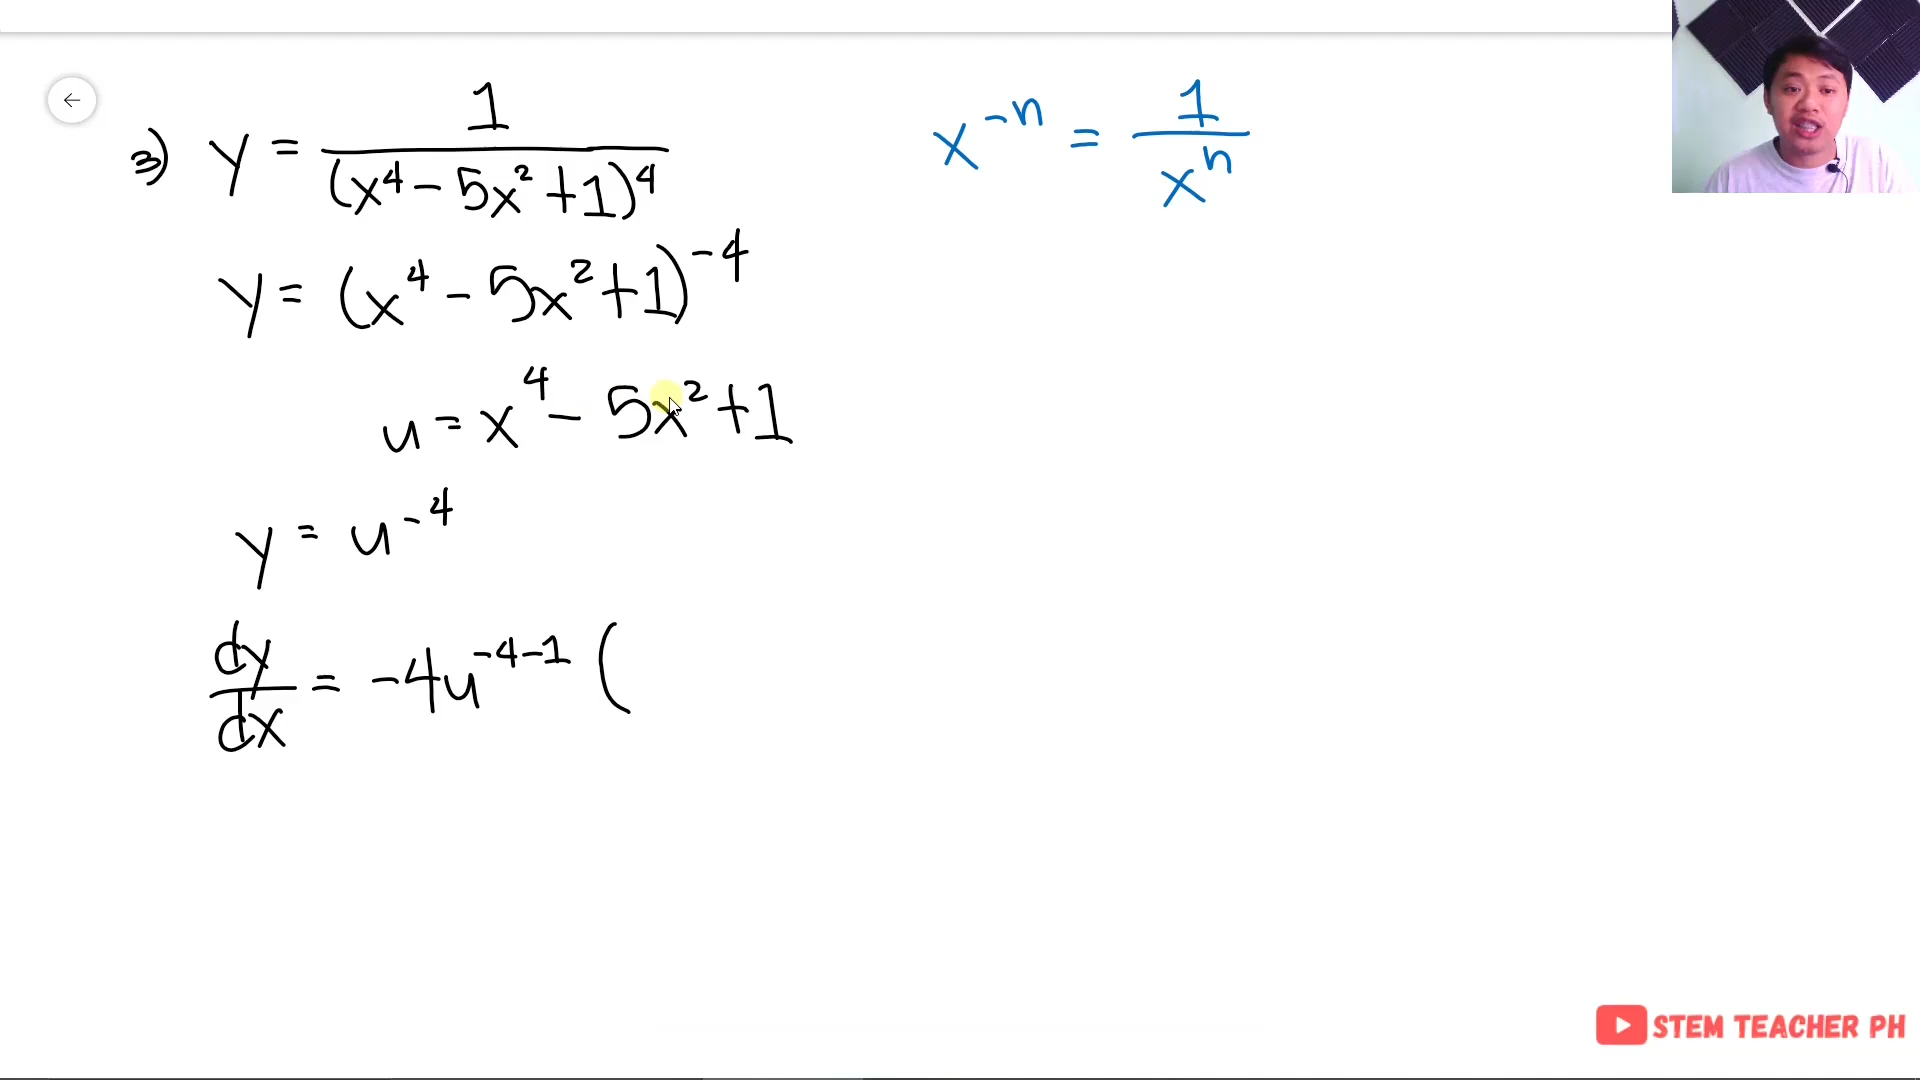 3) y = 1/(x⁴ - 5x² + 1)⁴
x⁻ⁿ = 1/xⁿ
y = (x⁴ - 5x² + 1)⁻⁴
u = x⁴ - 5x² + 1
y = u⁻⁴
dy/dx = -4u⁻⁴⁻¹ (
STEM TEACHER PH